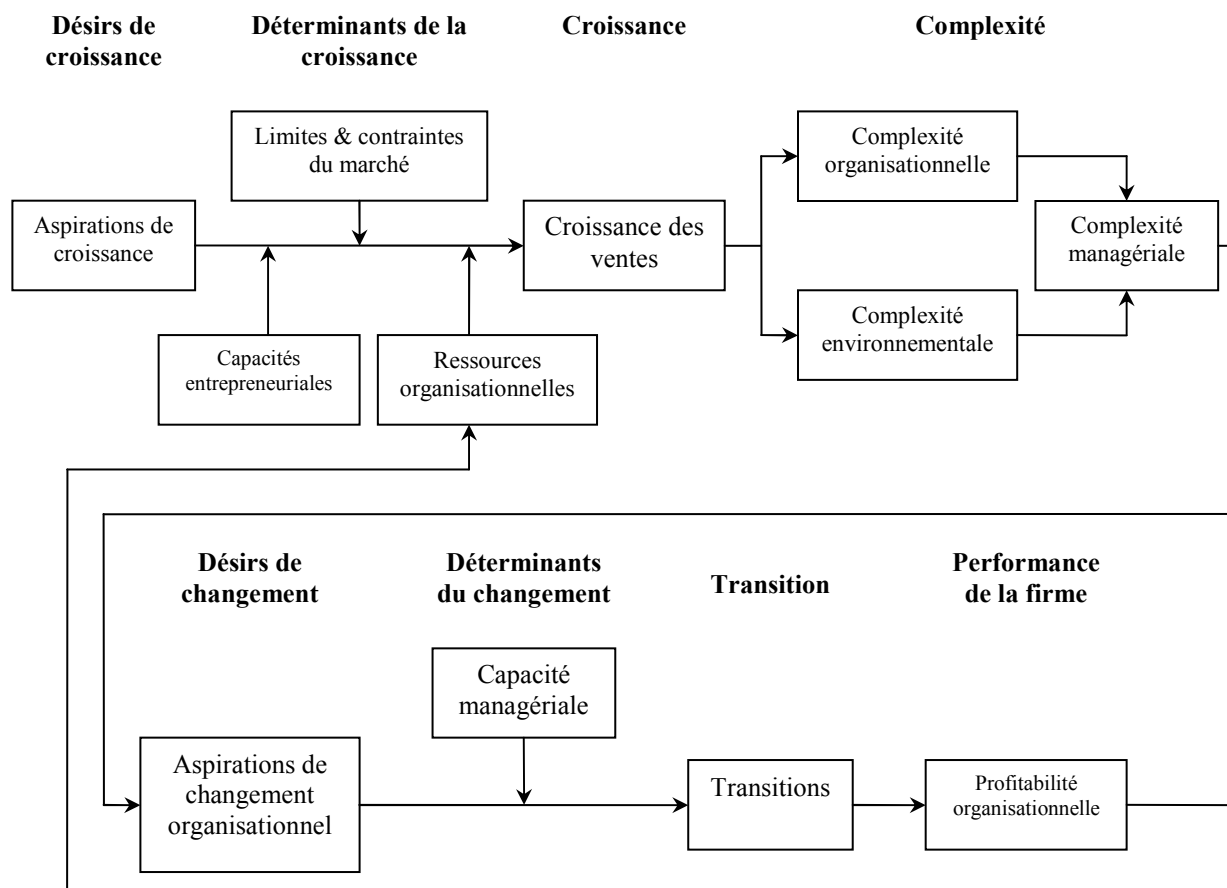 Désirs de
croissance
Déterminants de la
croissance
Croissance
Complexité
Limites & contraintes
du marché
Complexité
organisationnelle
Aspirations de
croissance
Croissance des
ventes
Complexité
managériale
Capacités
entrepreneuriales
Ressources
organisationnelles
Complexité
environnementale
Désirs de
changement
Déterminants
du changement
Transition
Performance
de la firme
Capacité
managériale
Aspirations de
changement
organisationnel
Transitions
Profitabilité
organisationnelle